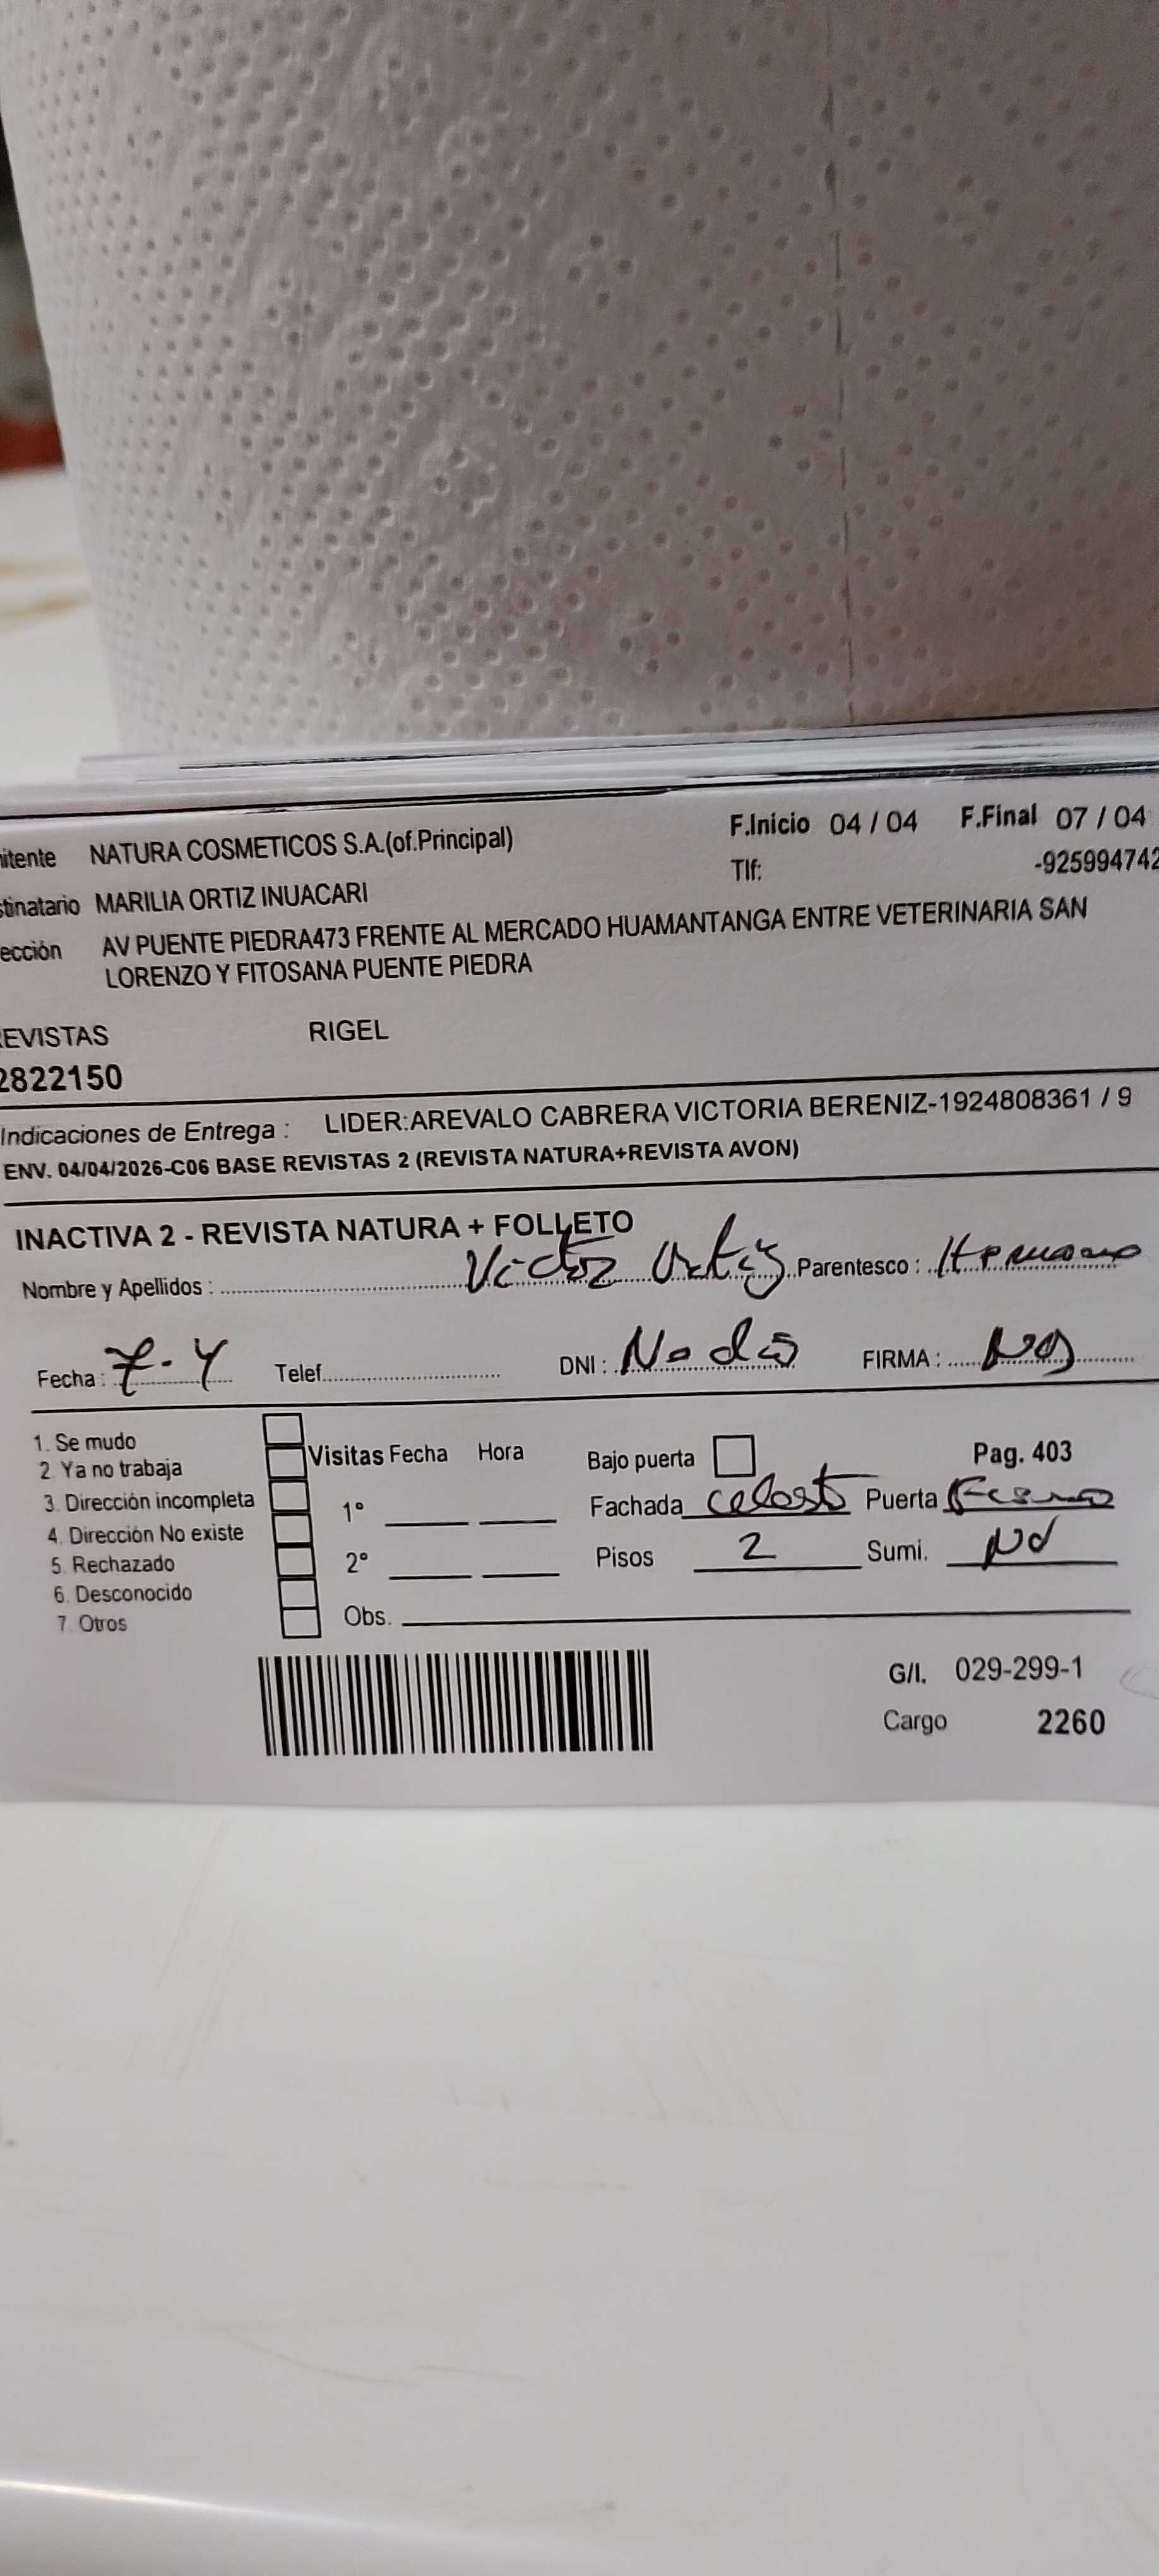 itente NATURA COSMETICOS S.A.(of.Principal) F.Inicio 04 / 04 F.Final 07 / 04
Tlf: -925994742
stinatario MARILIA ORTIZ INUACARI
ección AV PUENTE PIEDRA473 FRENTE AL MERCADO HUAMANTANGA ENTRE VETERINARIA SAN
LORENZO Y FITOSANA PUENTE PIEDRA
REVISTAS RIGEL
2822150
Indicaciones de Entrega : LIDER:AREVALO CABRERA VICTORIA BERENIZ-1924808361 / 9
ENV. 04/04/2026-C06 BASE REVISTAS 2 (REVISTA NATURA+REVISTA AVON)
INACTIVA 2 - REVISTA NATURA + FOLLETO
Nombre y Apellidos : Victor Ortiz Parentesco : Hermano
Fecha : 7-4 Telef. DNI : No dio FIRMA :
1. Se mudo
2. Ya no trabaja
3. Dirección incompleta
4. Dirección No existe
5. Rechazado
6. Desconocido
7. Otros
Visitas Fecha Hora
1°
2°
Obs.
Bajo puerta Pag. 403
Fachada celeste Puerta
Pisos 2 Sumi.
G/I. 029-299-1
Cargo 2260